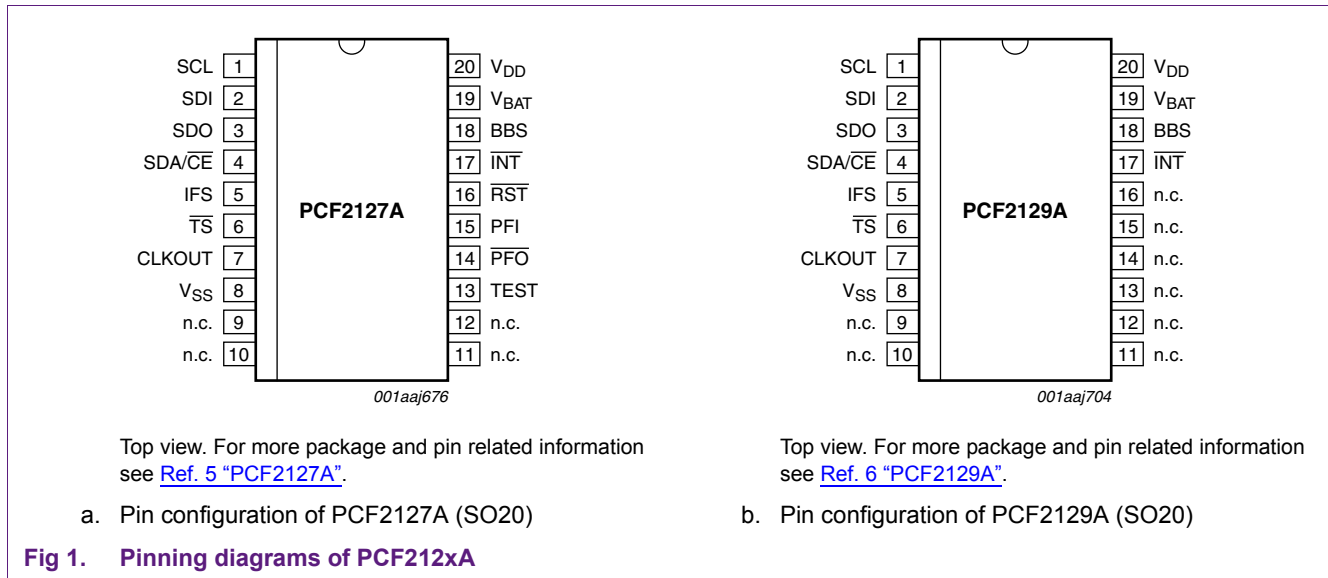 SCL 1 20 VDD
SDI 2 19 VBAT
SDO 3 18 BBS
SDA/CE 4 17 INT
IFS 5 16 RST
TS 6 15 PFI
CLKOUT 7 14 PFO
VSS 8 13 TEST
n.c. 9 12 n.c.
n.c. 10 11 n.c.
PCF2127A
001aaj676
Top view. For more package and pin related information
see Ref. 5 “PCF2127A”.
a. Pin configuration of PCF2127A (SO20)
SCL 1 20 VDD
SDI 2 19 VBAT
SDO 3 18 BBS
SDA/CE 4 17 INT
IFS 5 16 n.c.
TS 6 15 n.c.
CLKOUT 7 14 n.c.
VSS 8 13 n.c.
n.c. 9 12 n.c.
n.c. 10 11 n.c.
PCF2129A
001aaj704
Top view. For more package and pin related information
see Ref. 6 “PCF2129A”.
b. Pin configuration of PCF2129A (SO20)
Fig 1. Pinning diagrams of PCF212xA